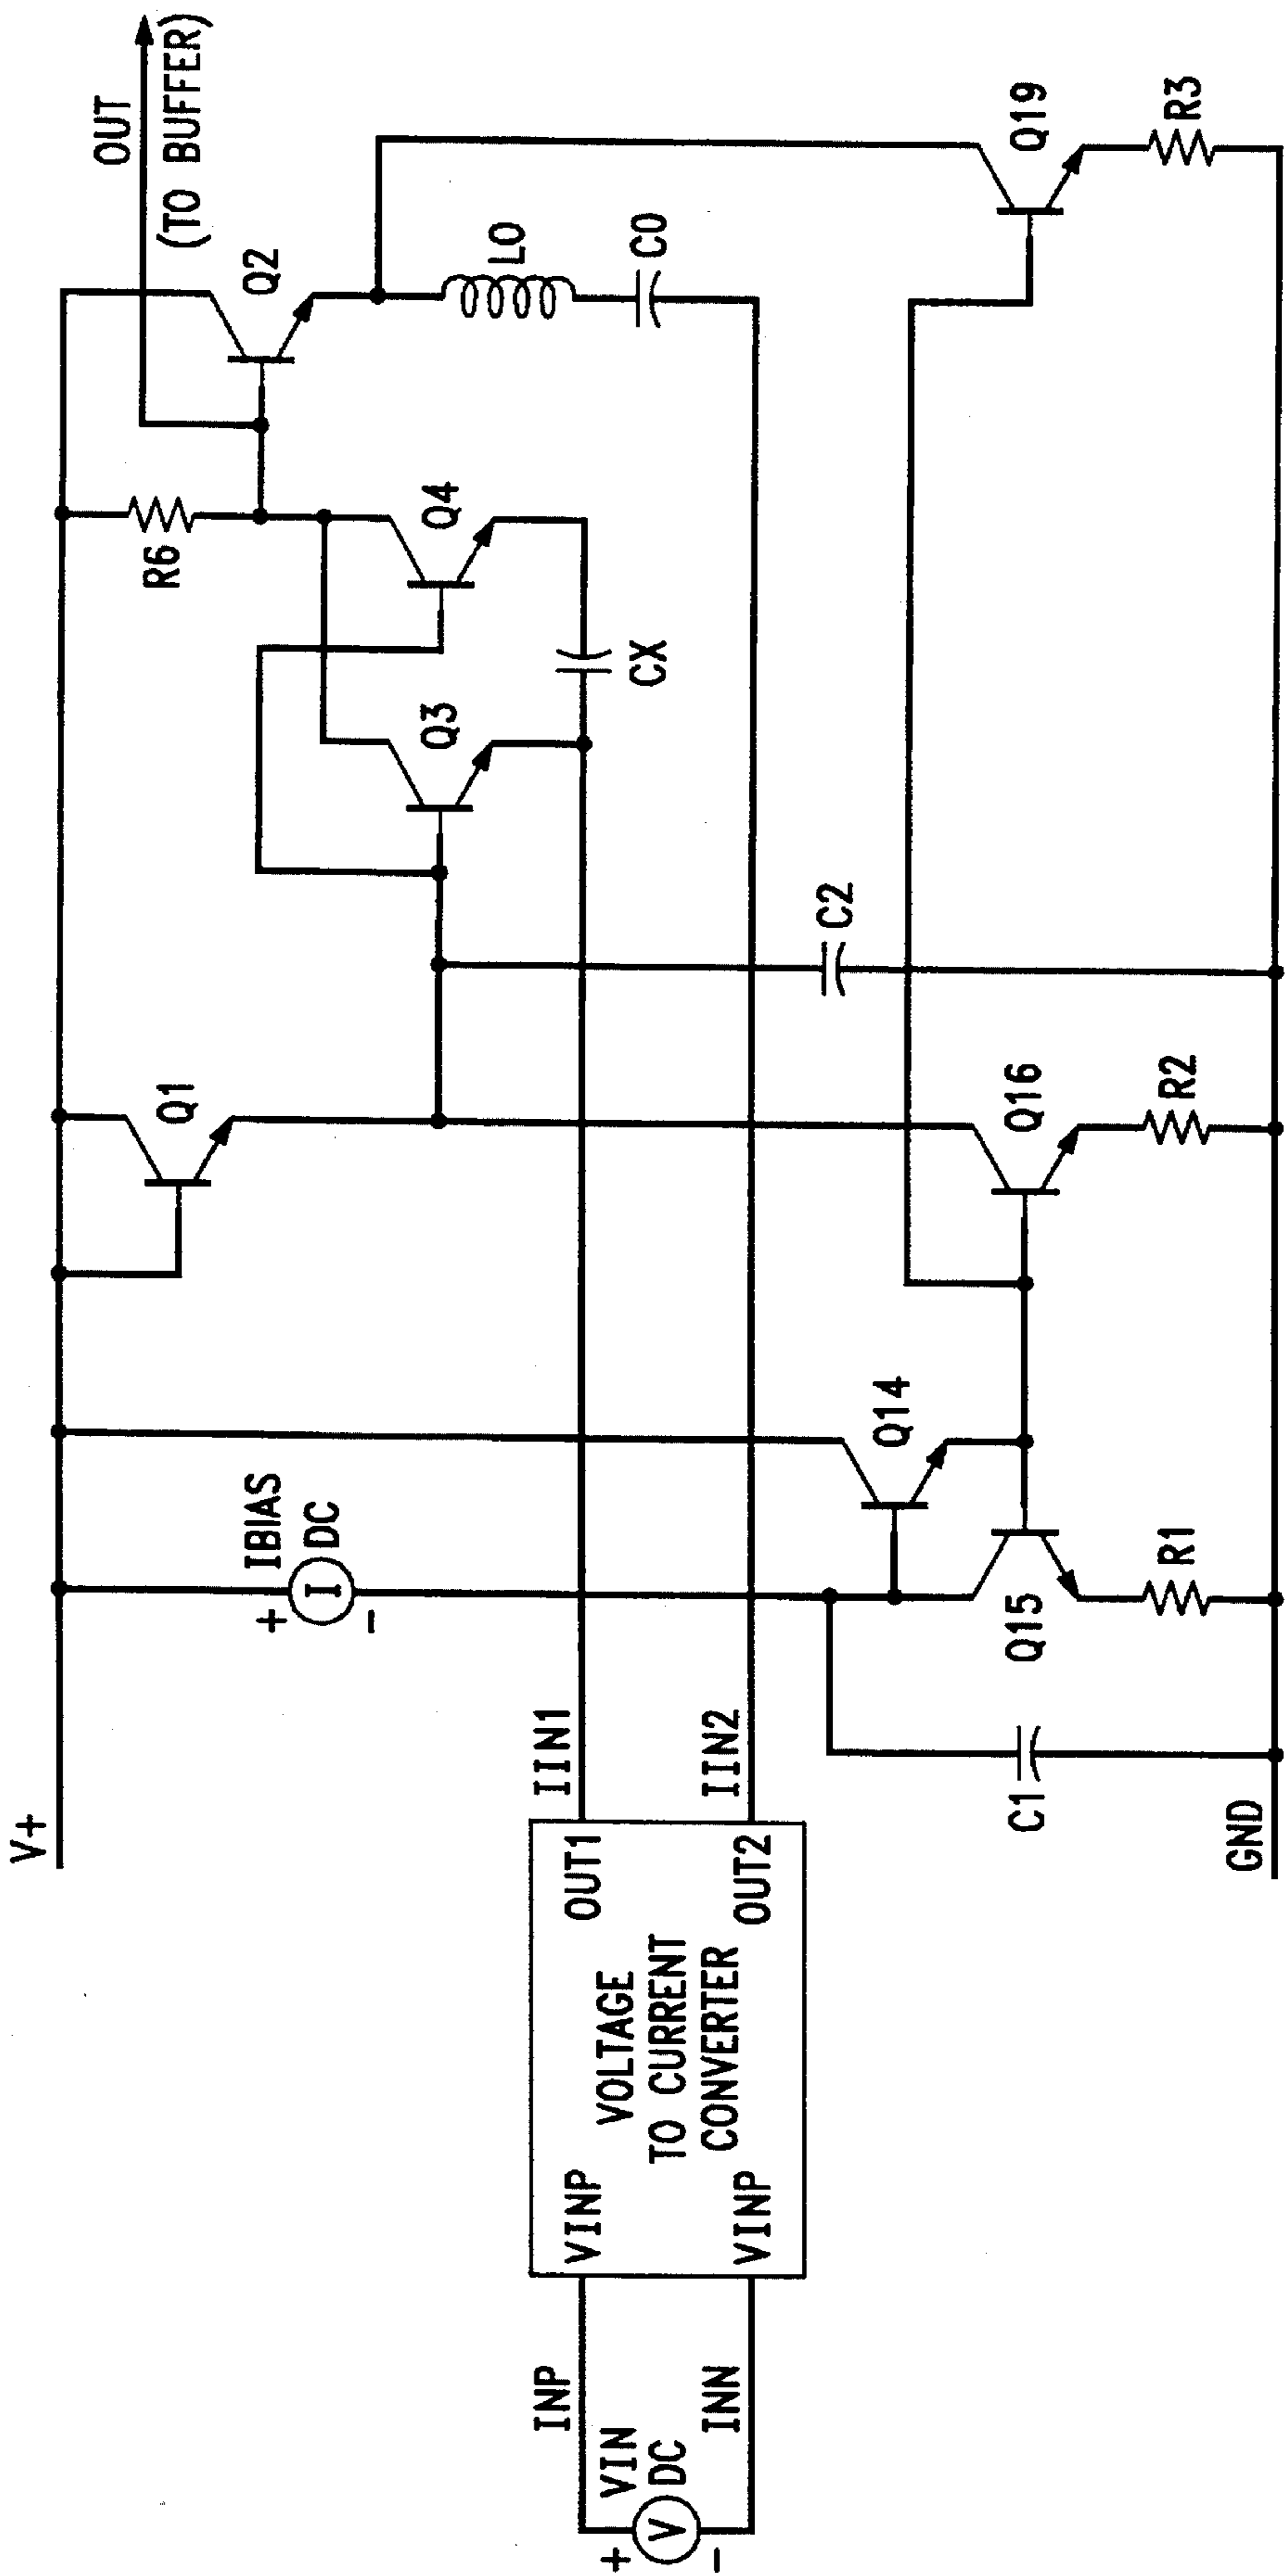 V+
GND
INP
INN
+
VIN
DC
V
-
VINP
VINP
VOLTAGE
TO CURRENT
CONVERTER
OUT1
OUT2
IIN1
IIN2
+
IBIAS
DC
I
-
C1
Q15
R1
Q14
Q1
Q16
R2
C2
Q3
CX
Q4
R6
Q2
L0
C0
OUT
(TO BUFFER)
Q19
R3